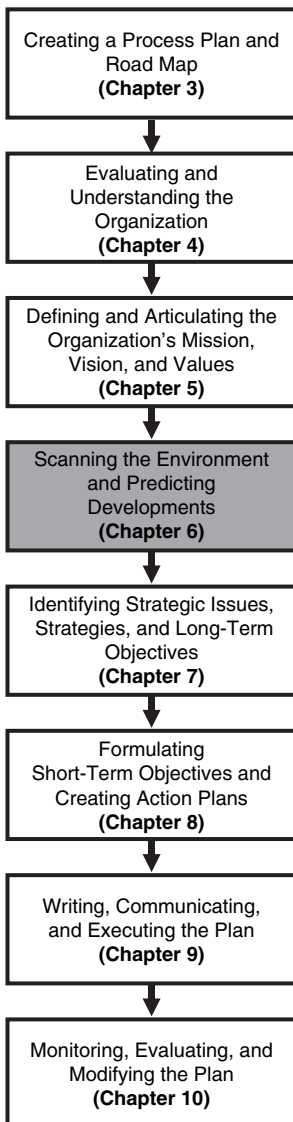 Creating a Process Plan and
Road Map
(Chapter 3)
Evaluating and
Understanding the
Organization
(Chapter 4)
Defining and Articulating the
Organization's Mission,
Vision, and Values
(Chapter 5)
Scanning the Environment
and Predicting
Developments
(Chapter 6)
Identifying Strategic Issues,
Strategies, and Long-Term
Objectives
(Chapter 7)
Formulating
Short-Term Objectives and
Creating Action Plans
(Chapter 8)
Writing, Communicating,
and Executing the Plan
(Chapter 9)
Monitoring, Evaluating, and
Modifying the Plan
(Chapter 10)